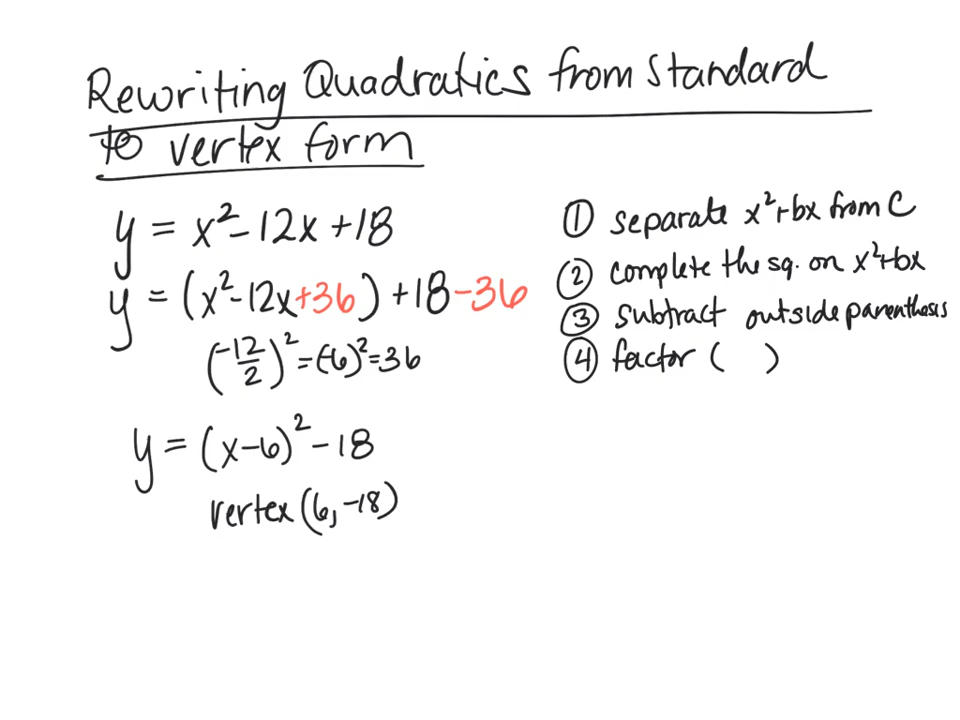 Rewriting Quadratics from Standard
to vertex form
y = x² - 12x + 18
y = (x² - 12x + 36) + 18 - 36
(-12/2)² = (-6)² = 36
y = (x - 6)² - 18
vertex (6, -18)
① separate x² + bx from C
② complete the sq. on x² + bx
③ subtract outside parenthesis
④ factor ( )